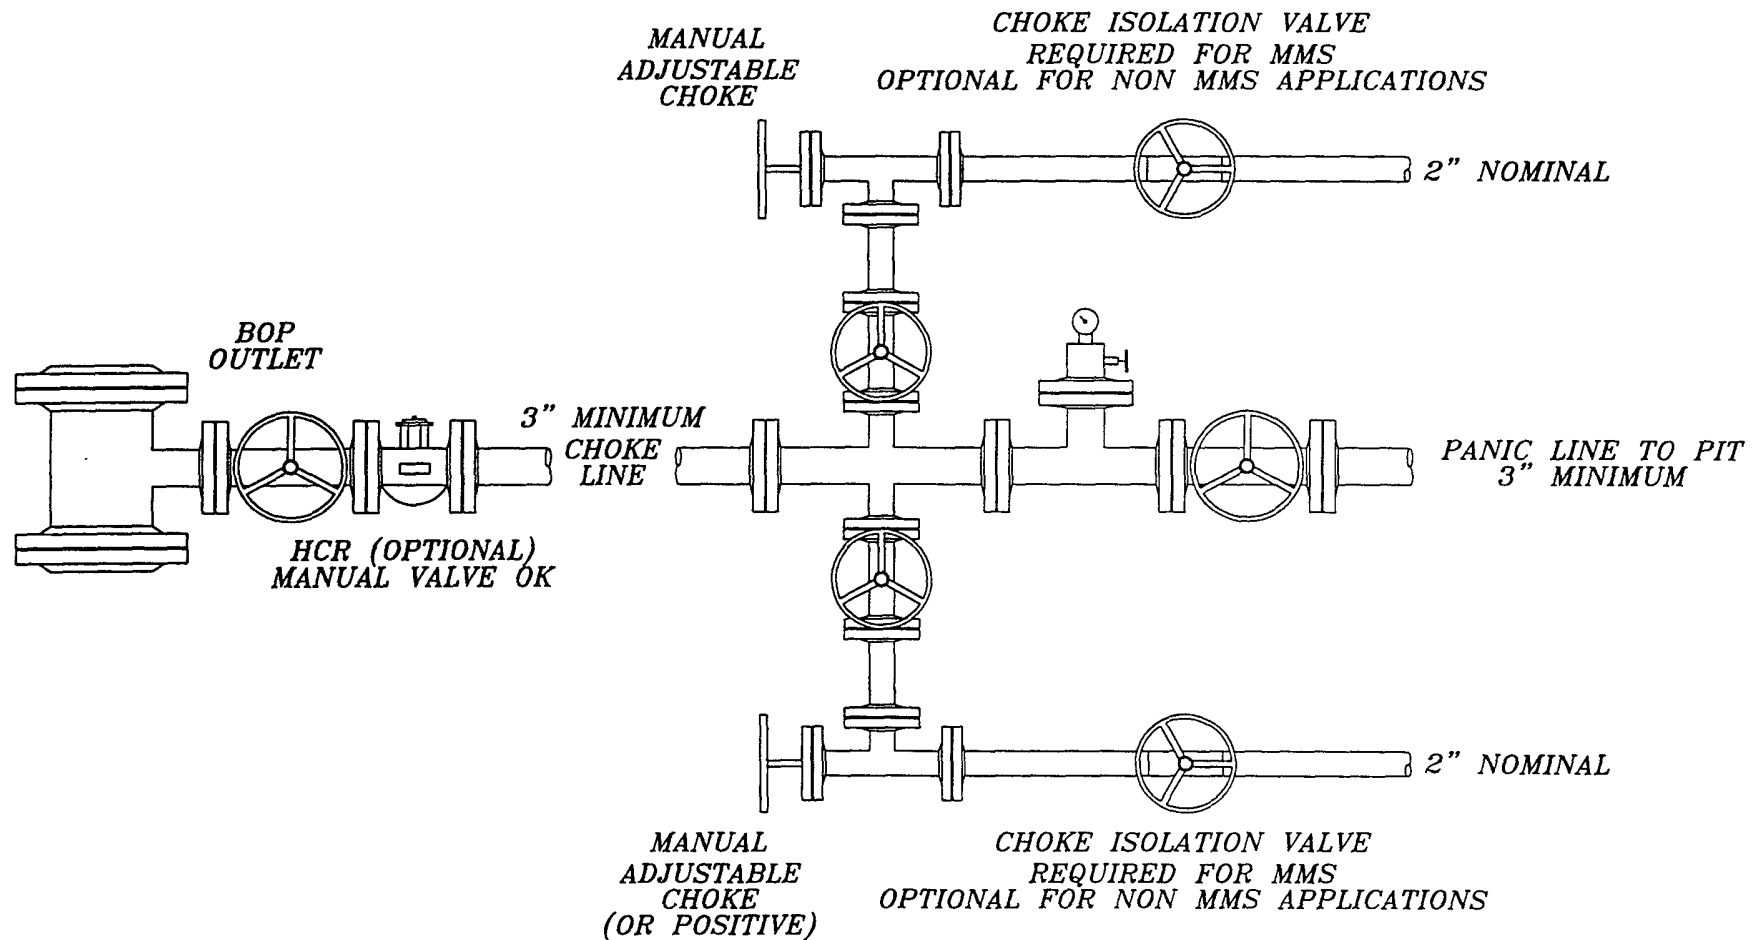 MANUAL
ADJUSTABLE
CHOKE
CHOKE ISOLATION VALVE
REQUIRED FOR MMS
OPTIONAL FOR NON MMS APPLICATIONS
2" NOMINAL
BOP
OUTLET
3" MINIMUM
CHOKE
LINE
PANIC LINE TO PIT
3" MINIMUM
HCR (OPTIONAL)
MANUAL VALVE OK
2" NOMINAL
MANUAL
ADJUSTABLE
CHOKE
(OR POSITIVE)
CHOKE ISOLATION VALVE
REQUIRED FOR MMS
OPTIONAL FOR NON MMS APPLICATIONS